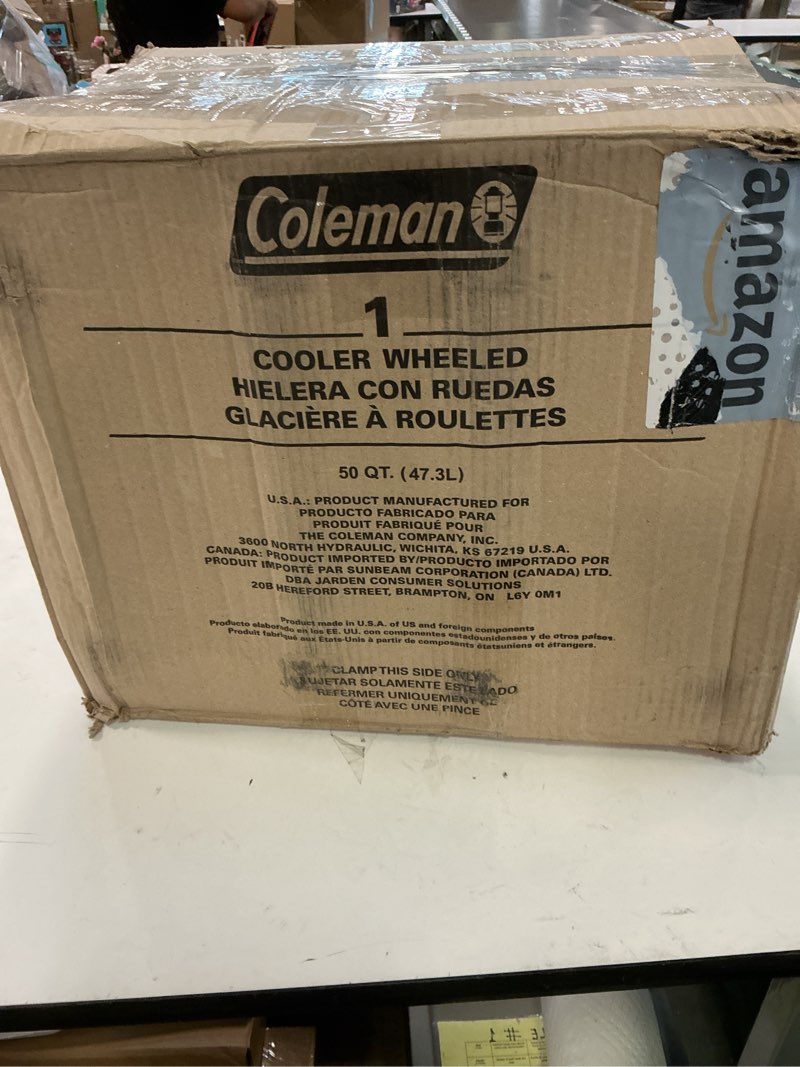 Coleman
1
COOLER WHEELED
HIELERA CON RUEDAS
GLACIÈRE À ROULETTES
50 QT. (47.3L)
U.S.A.: PRODUCT MANUFACTURED FOR
PRODUCTO FABRICADO PARA
PRODUIT FABRIQUÉ POUR
THE COLEMAN COMPANY, INC.
3600 NORTH HYDRAULIC, WICHITA, KS 67219 U.S.A.
CANADA: PRODUCT IMPORTED BY/PRODUCTO IMPORTADO POR
PRODUIT IMPORTÉ PAR SUNBEAM CORPORATION (CANADA) LTD.
DBA JARDEN CONSUMER SOLUTIONS
20B HEREFORD STREET, BRAMPTON, ON L6Y 0M1
Product made in U.S.A. of US and foreign components
Producto elaborado en los EE. UU. con componentes estadounidenses y de otros países.
Produit fabriqué aux États-Unis à partir de composants étatsuniens et étrangers.
CLAMP THIS SIDE ONLY
SUJETAR SOLAMENTE ESTE LADO
REFERMER UNIQUEMENT CE
CÔTÉ AVEC UNE PINCE
amazon